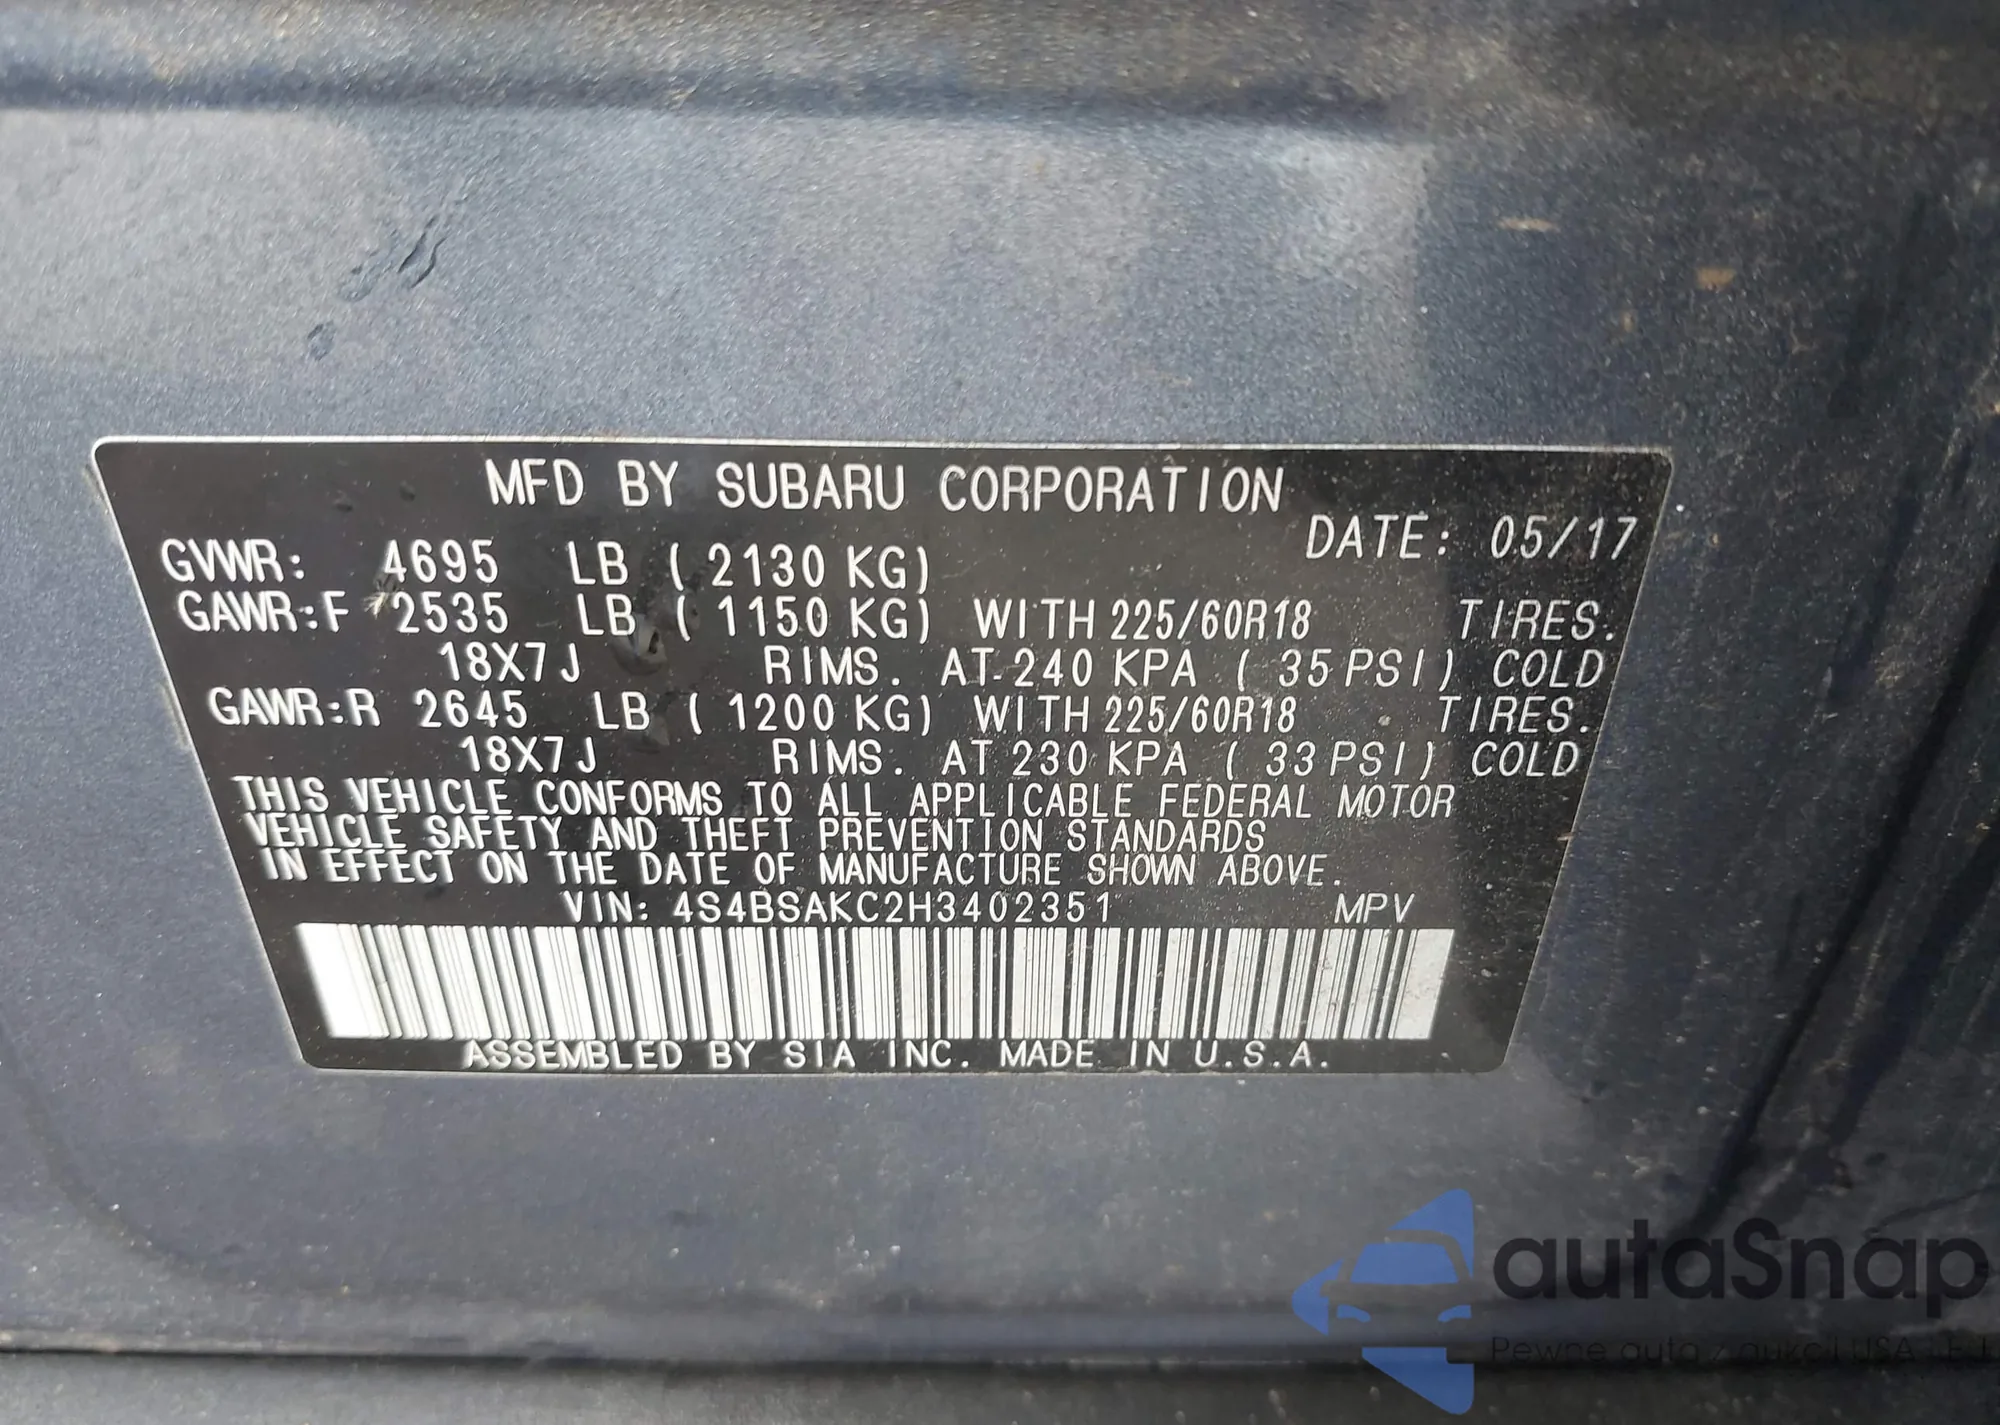 MFD BY SUBARU CORPORATION
DATE: 05/17
GVWR: 4695 LB ( 2130 KG)
GAWR:F 2535 LB ( 1150 KG) WITH 225/60R18 TIRES.
18X7J RIMS. AT 240 KPA ( 35 PSI) COLD
GAWR:R 2645 LB ( 1200 KG) WITH 225/60R18 TIRES.
18X7J RIMS. AT 230 KPA ( 33 PSI) COLD
THIS VEHICLE CONFORMS TO ALL APPLICABLE FEDERAL MOTOR
VEHICLE SAFETY AND THEFT PREVENTION STANDARDS
IN EFFECT ON THE DATE OF MANUFACTURE SHOWN ABOVE.
VIN: 4S4BSAKC2H3402351 MPV
ASSEMBLED BY SIA INC. MADE IN U.S.A.
autaSnap
Pewne auta z aukcji USA